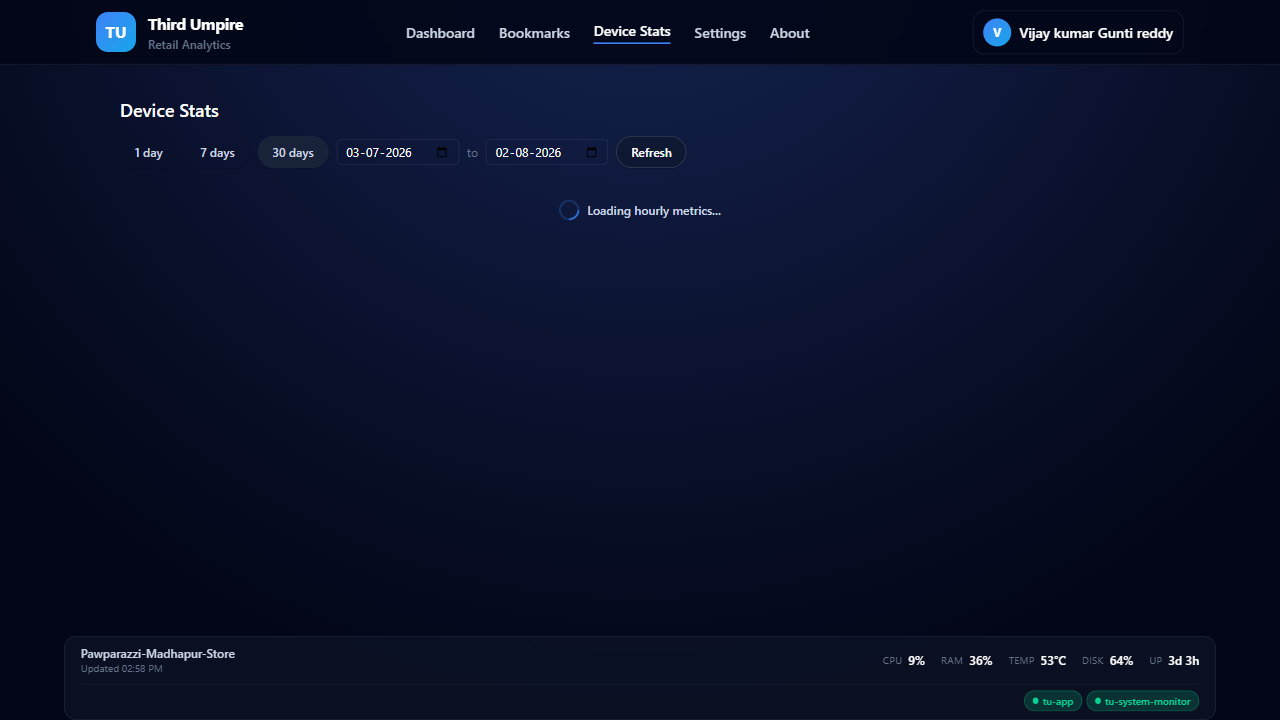 TU
Third Umpire
Retail Analytics
Dashboard
Bookmarks
Device Stats
Settings
About
V
Vijay kumar Gunti reddy
Device Stats
1 day
7 days
30 days
03-07-2026
to
02-08-2026
Refresh
Loading hourly metrics...
Pawparazzi-Madhapur-Store
Updated 02:58 PM
CPU 9%
RAM 36%
TEMP 53°C
DISK 64%
UP 3d 3h
tu-app
tu-system-monitor